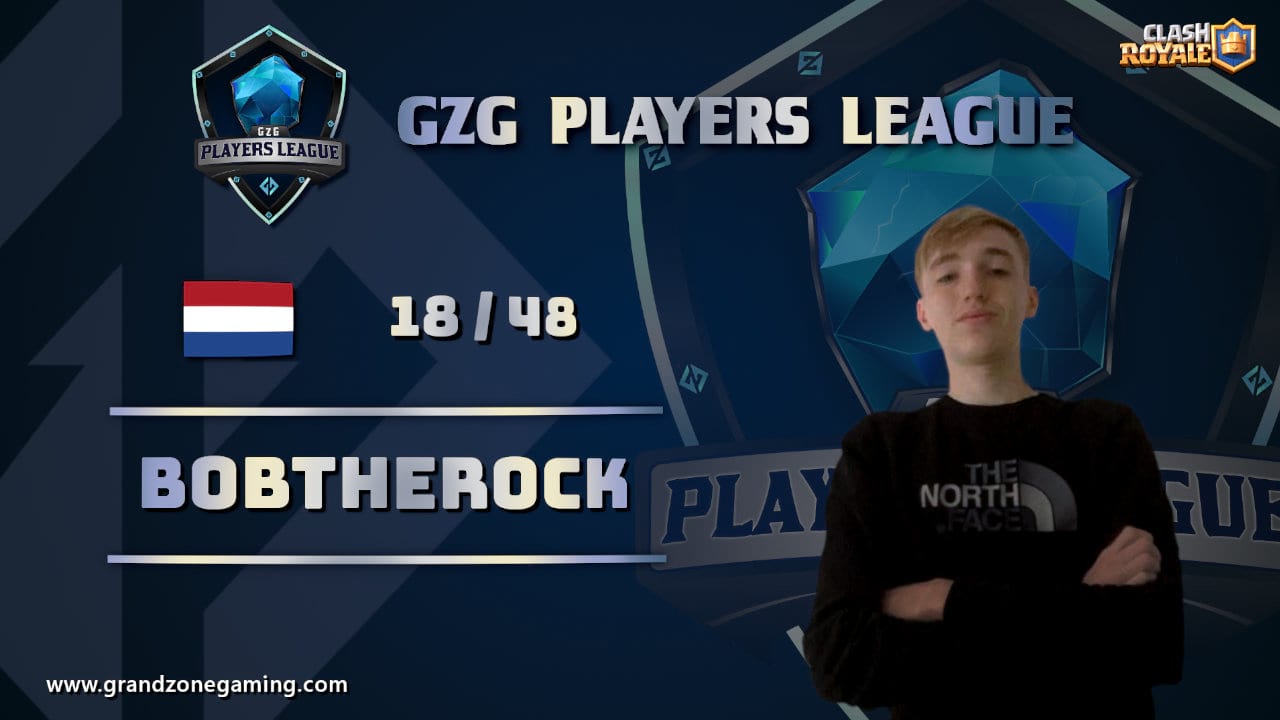 CLASH
ROYALE
GZG PLAYERS LEAGUE
GZG
PLAYERS LEAGUE
18 / 48
BOBTHEROCK
THE
NORTH
FACE
www.grandzonegaming.com